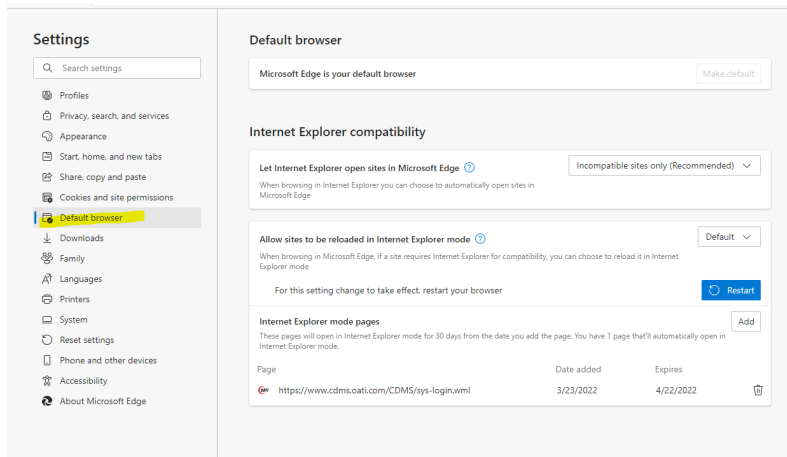 Settings
Search settings
Profiles
Privacy, search, and services
Appearance
Start, home, and new tabs
Share, copy and paste
Cookies and site permissions
Default browser
Downloads
Family
Languages
Printers
System
Reset settings
Phone and other devices
Accessibility
About Microsoft Edge
Default browser
Microsoft Edge is your default browser
Make default
Internet Explorer compatibility
Let Internet Explorer open sites in Microsoft Edge
Incompatible sites only (Recommended)
When browsing in Internet Explorer you can choose to automatically open sites in
Microsoft Edge
Allow sites to be reloaded in Internet Explorer mode
Default
When browsing in Microsoft Edge, if a site requires Internet Explorer for compatibility, you can choose to reload it in Internet
Explorer mode
For this setting change to take effect, restart your browser
Restart
Internet Explorer mode pages
Add
These pages will open in Internet Explorer mode for 30 days from the date you add the page. You have 1 page that'll automatically open in
Internet Explorer mode.
Page Date added Expires
https://www.cdms.oati.com/CDMS/sys-login.wml 3/23/2022 4/22/2022